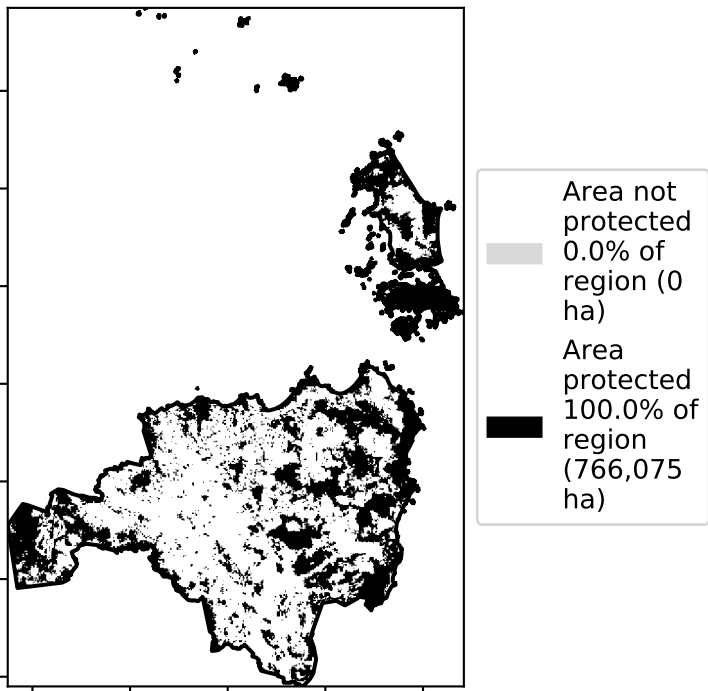 Area not
protected
0.0% of
region (0
ha)
Area
protected
100.0% of
region
(766,075
ha)